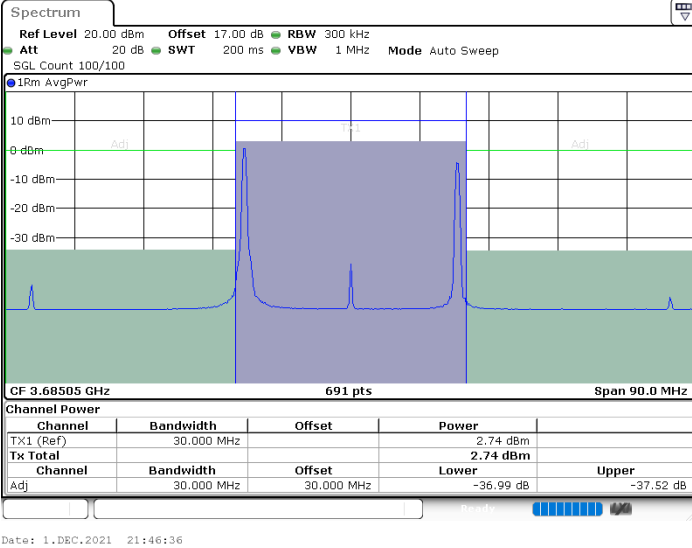 Spectrum
Ref Level 20.00 dBm Offset 17.00 dB RBW 300 kHz
Att 20 dB SWT 200 ms VBW 1 MHz Mode Auto Sweep
SGL Count 100/100
1Rm AvgPwr
10 dBm
TX1
Adj
Adj
0 dBm
-10 dBm
-20 dBm
-30 dBm
CF 3.68505 GHz 691 pts Span 90.0 MHz
Channel Power
Channel Bandwidth Offset Power
TX1 (Ref) 30.000 MHz 2.74 dBm
Tx Total 2.74 dBm
Channel Bandwidth Offset Lower Upper
Adj 30.000 MHz 30.000 MHz -36.99 dB -37.52 dB
Ready
Date: 1.DEC.2021 21:46:36